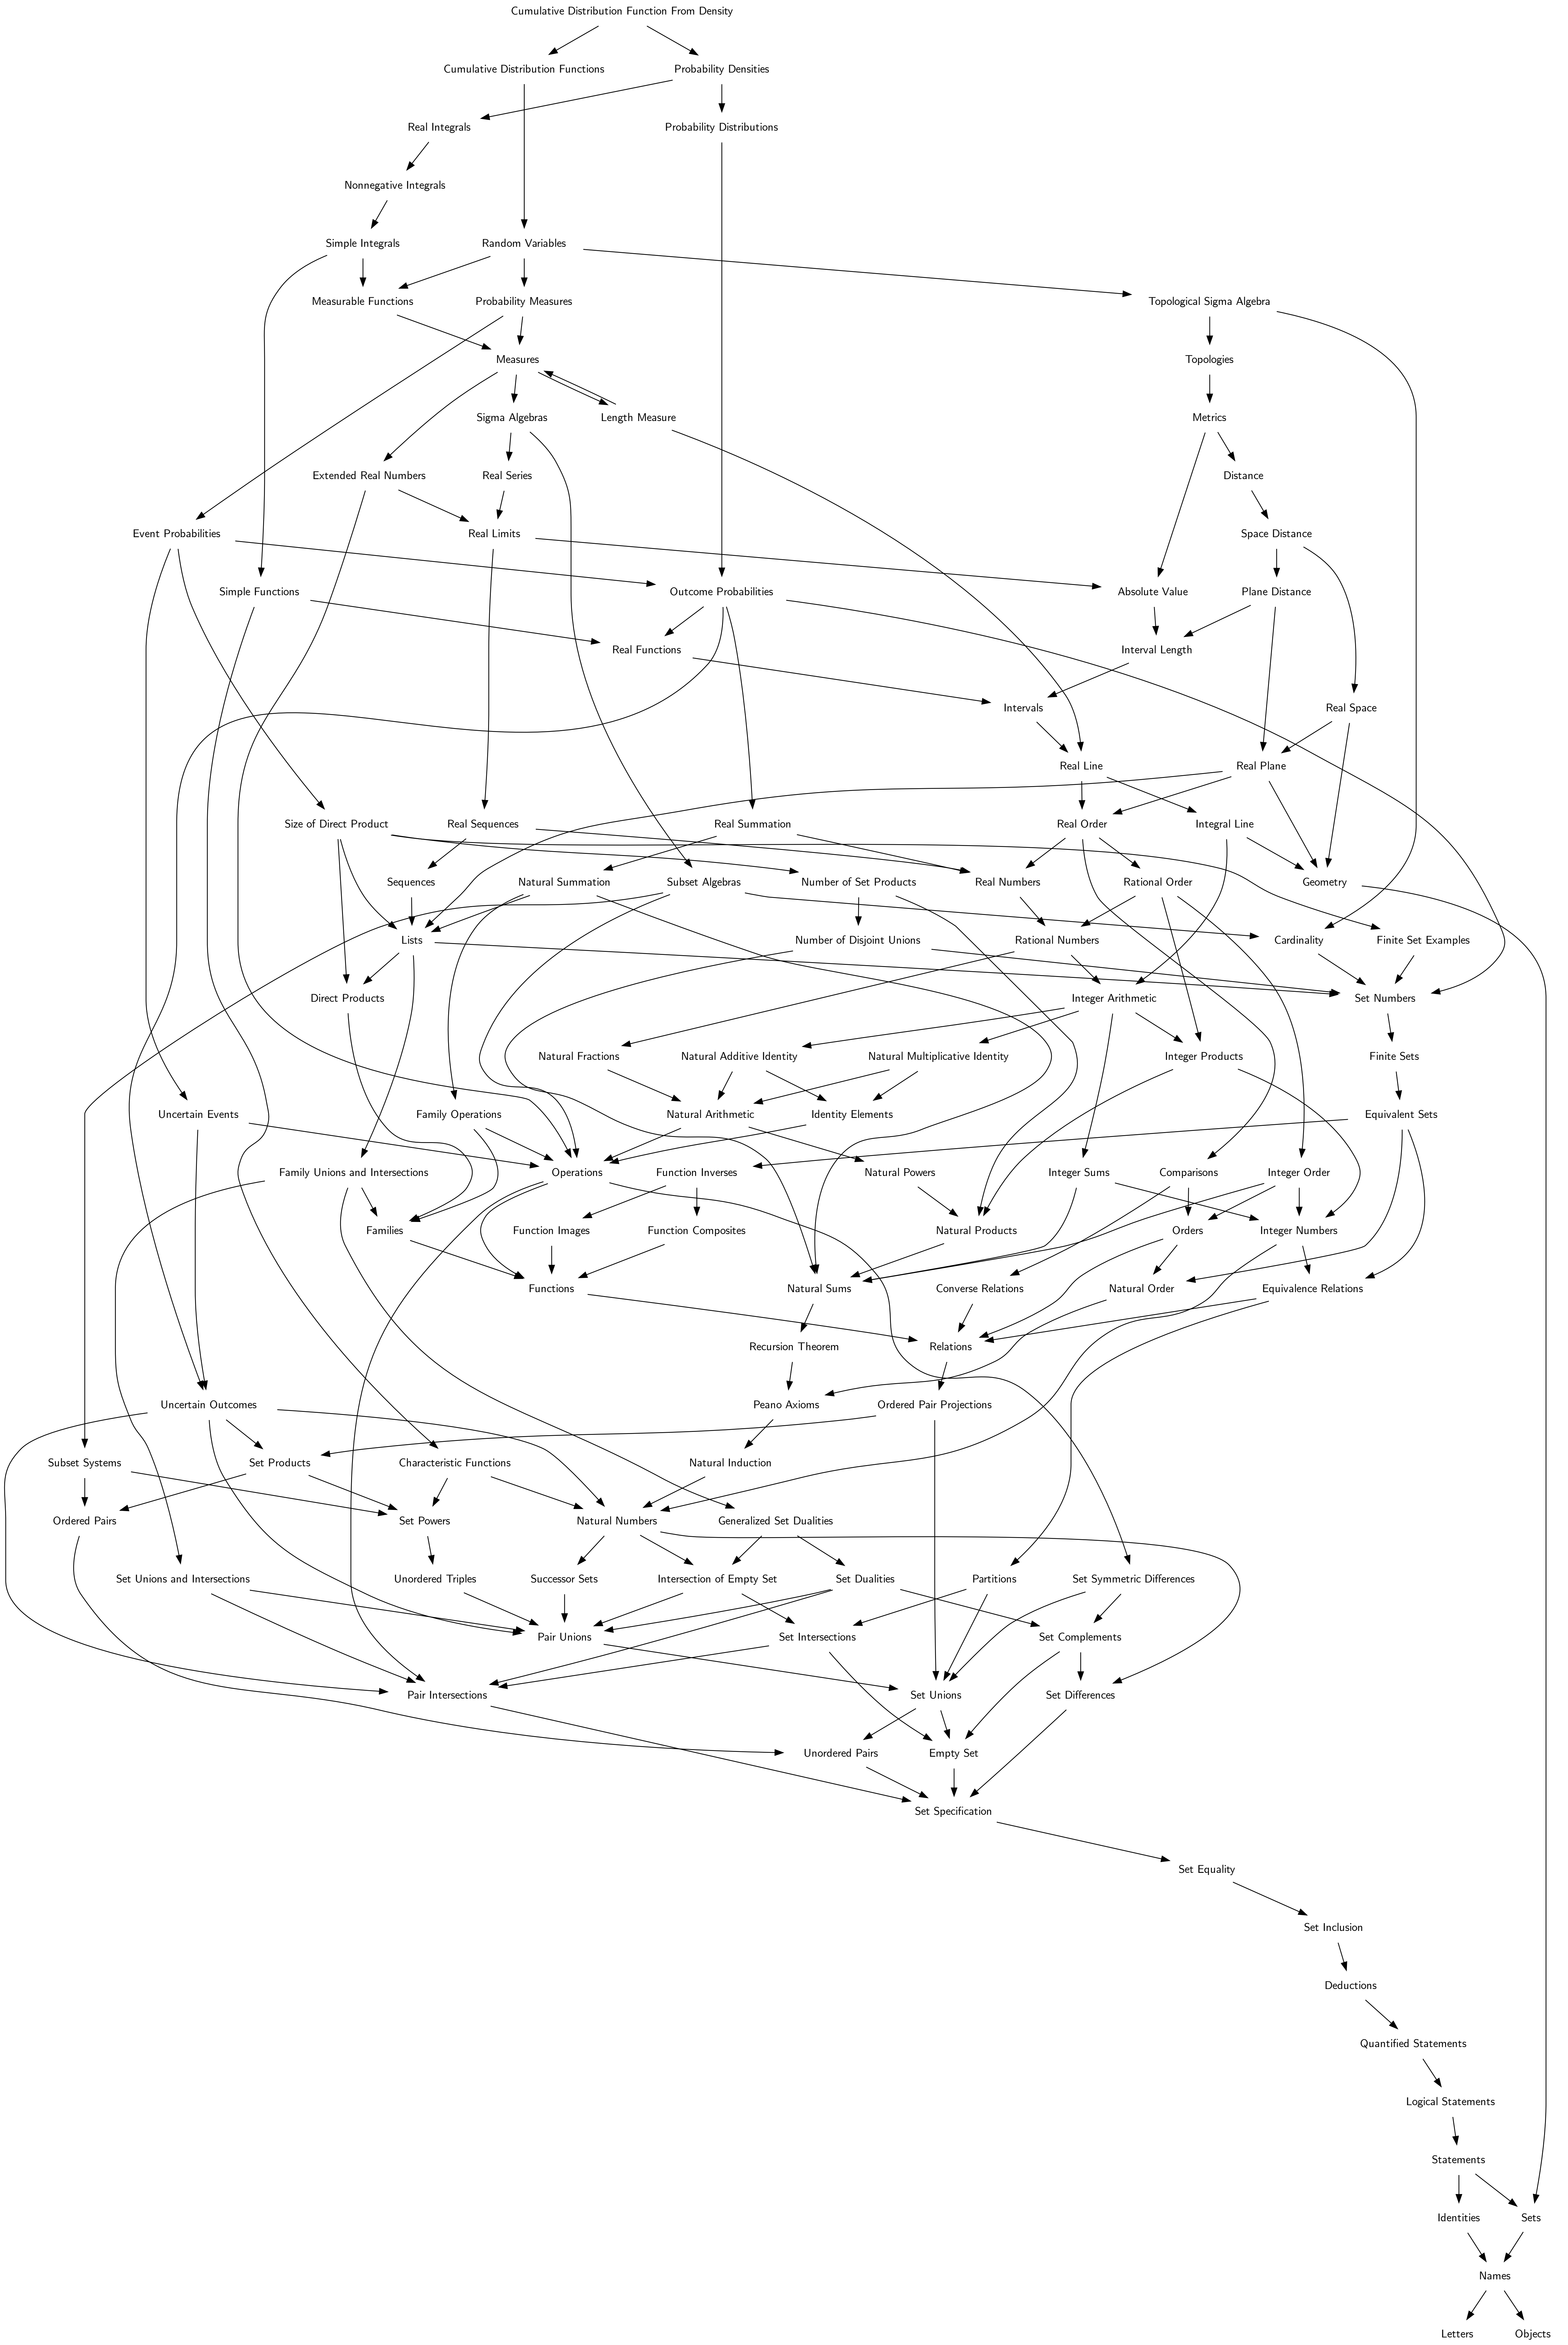 Cumulative Distribution Function From Density
Cumulative Distribution Functions
Probability Densities
Real Integrals
Probability Distributions
Nonnegative Integrals
Simple Integrals
Random Variables
Measurable Functions
Probability Measures
Topological Sigma Algebra
Measures
Topologies
Sigma Algebras
Length Measure
Metrics
Extended Real Numbers
Real Series
Distance
Event Probabilities
Real Limits
Space Distance
Simple Functions
Outcome Probabilities
Absolute Value
Plane Distance
Real Functions
Interval Length
Intervals
Real Space
Real Line
Real Plane
Size of Direct Product
Real Sequences
Real Summation
Real Order
Integral Line
Sequences
Natural Summation
Subset Algebras
Number of Set Products
Real Numbers
Rational Order
Geometry
Lists
Number of Disjoint Unions
Rational Numbers
Cardinality
Finite Set Examples
Direct Products
Integer Arithmetic
Set Numbers
Natural Fractions
Natural Additive Identity
Natural Multiplicative Identity
Integer Products
Finite Sets
Uncertain Events
Family Operations
Natural Arithmetic
Identity Elements
Equivalent Sets
Family Unions and Intersections
Operations
Function Inverses
Natural Powers
Integer Sums
Comparisons
Integer Order
Families
Function Images
Function Composites
Natural Products
Orders
Integer Numbers
Functions
Natural Sums
Converse Relations
Natural Order
Equivalence Relations
Recursion Theorem
Relations
Uncertain Outcomes
Peano Axioms
Ordered Pair Projections
Subset Systems
Set Products
Characteristic Functions
Natural Induction
Ordered Pairs
Set Powers
Natural Numbers
Generalized Set Dualities
Set Unions and Intersections
Unordered Triples
Successor Sets
Intersection of Empty Set
Set Dualities
Partitions
Set Symmetric Differences
Pair Unions
Set Intersections
Set Complements
Pair Intersections
Set Unions
Set Differences
Unordered Pairs
Empty Set
Set Specification
Set Equality
Set Inclusion
Deductions
Quantified Statements
Logical Statements
Statements
Identities
Sets
Names
Letters
Objects